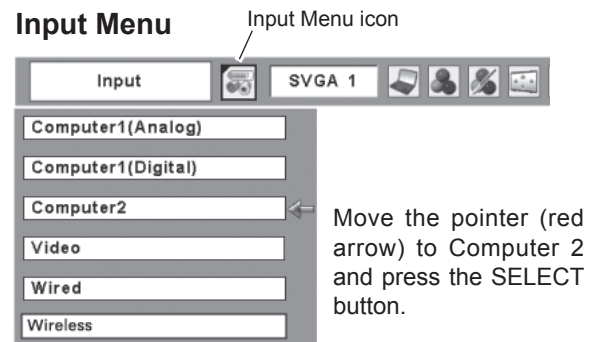 Input Menu
Input Menu icon
Input
SVGA 1
Computer1(Analog)
Computer1(Digital)
Computer2
Video
Wired
Wireless
Move the pointer (red
arrow) to Computer 2
and press the SELECT
button.